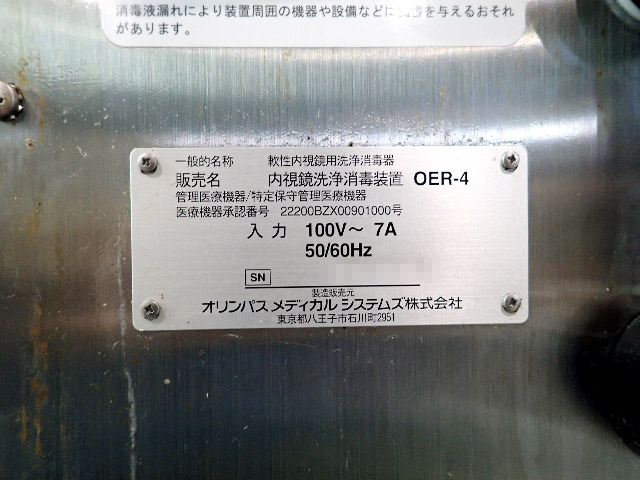 消毒液漏れにより装置周囲の機器や設備などに損害を与えるおそれ
があります。
一般的名称 軟性内視鏡用洗浄消毒器
販売名 内視鏡洗浄消毒装置 OER-4
管理医療機器/特定保守管理医療機器
医療機器承認番号 22200BZX00901000号
入力 100V～ 7A
50/60Hz
SN
製造販売元
オリンパス メディカル システムズ株式会社
東京都八王子市石川町2951